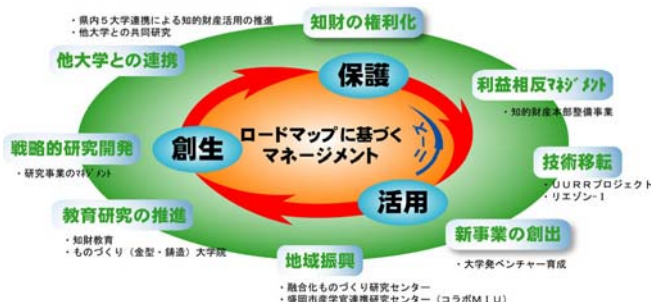 ・県内５大学連携による知的財産活用の推進
・他大学との共同研究
知財の権利化
他大学との連携
保護
利益相反ﾏﾈｼﾞﾒﾝﾄ
・知的財産本部整備事業
戦略的研究開発
・研究事業のﾏﾈｼﾞﾒﾝﾄ
創生
ロードマップに基づく
マネージメント
技術移転
・ＵＵＲＲプロジェクト
・リエゾン-Ⅰ
活用
教育研究の推進
・知財教育
・ものづくり（金型・鋳造）大学院
新事業の創出
・大学発ベンチャー育成
地域振興
・融合化ものづくり研究センター
・盛岡市産学官連携研究センター（コラボＭＩＵ）